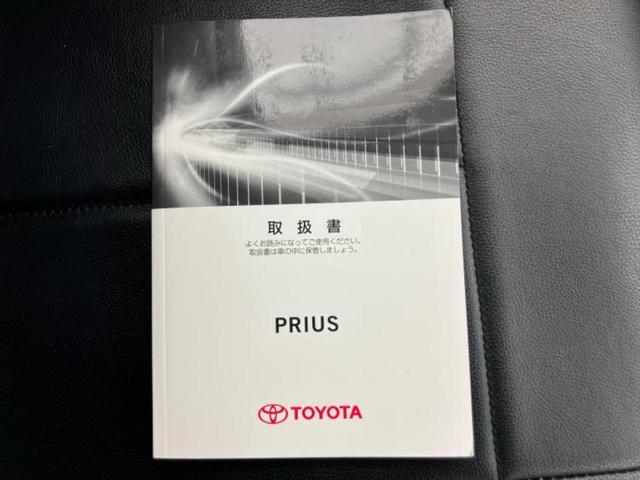 取扱書
よくお読みになってご使用ください。
取扱書は車の中に保管しましょう。
PRIUS
TOYOTA